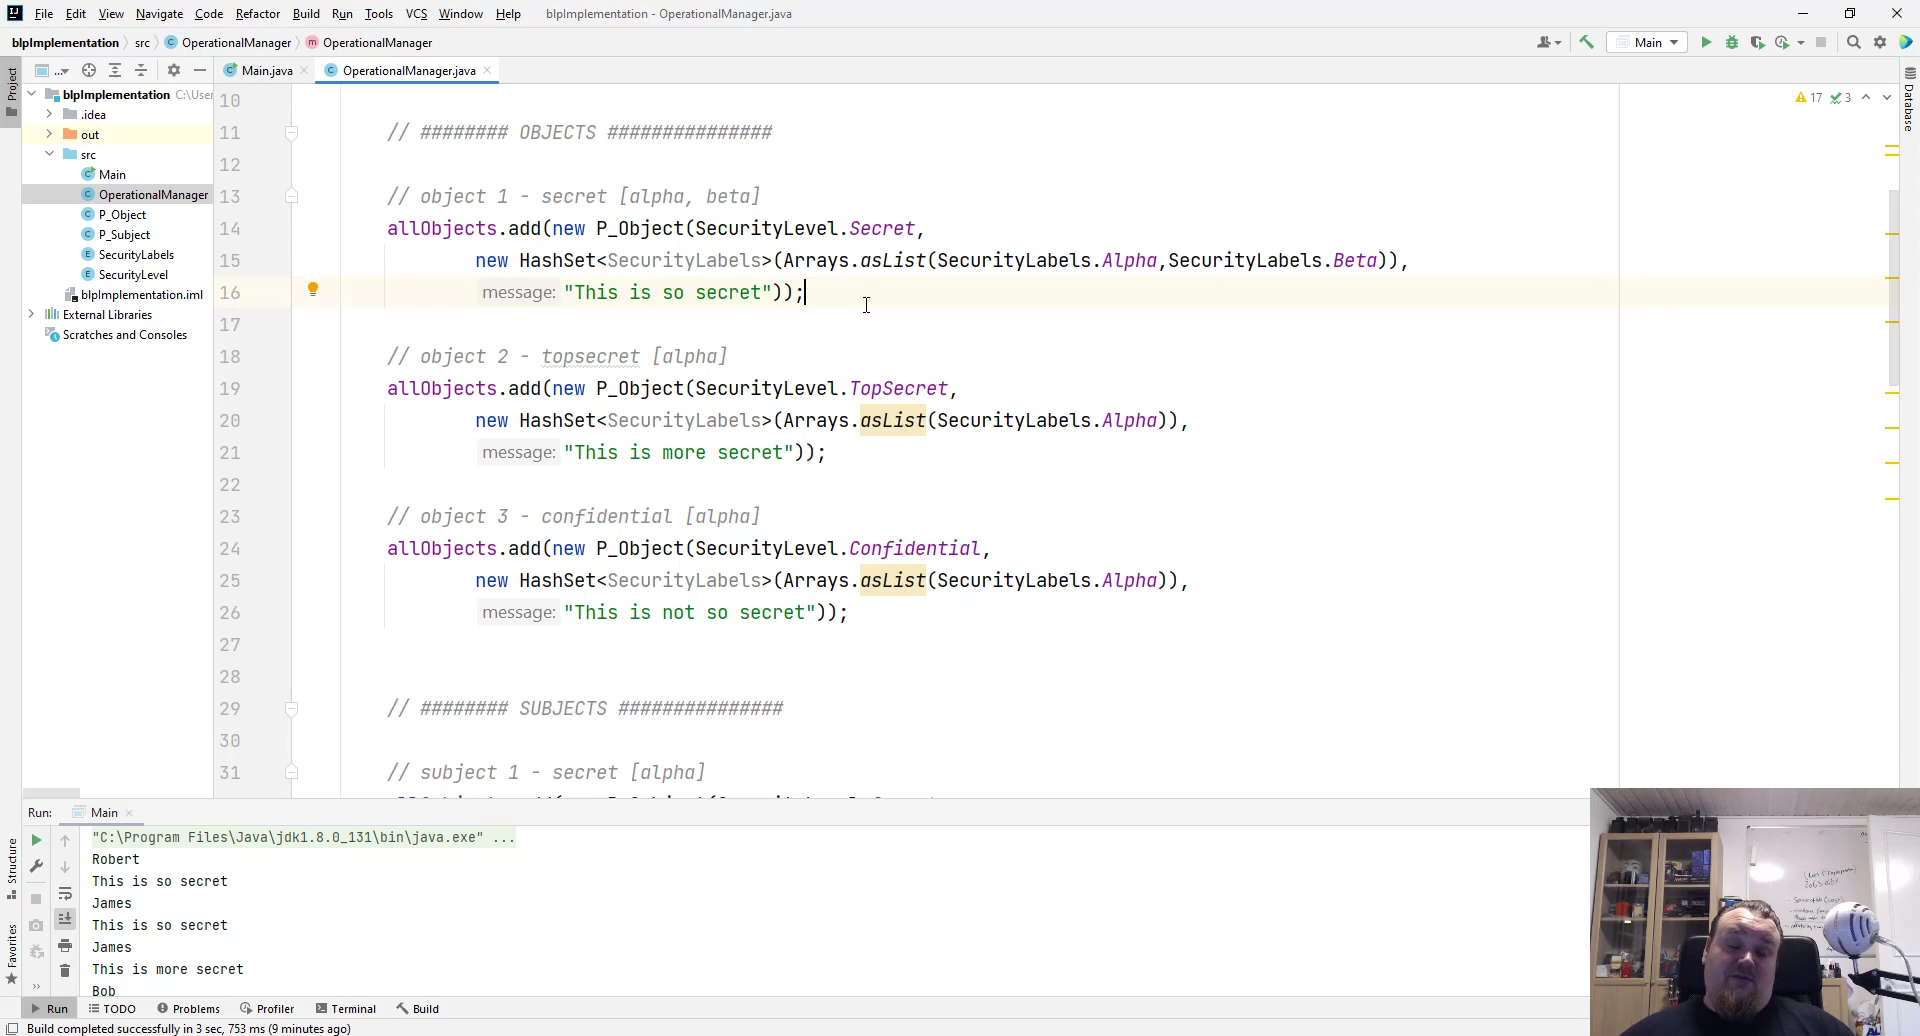 File Edit View Navigate Code Refactor Build Run Tools VCS Window Help blpImplementation - OperationalManager.java
blpImplementation src OperationalManager OperationalManager Main
Project ... Main.java OperationalManager.java
blpImplementation C:\User
.idea
out
src
Main
OperationalManager
P_Object
P_Subject
SecurityLabels
SecurityLevel
blpImplementation.iml
External Libraries
Scratches and Consoles
17 3
Database
10
11 // ######## OBJECTS ###############
12
13 // object 1 - secret [alpha, beta]
14 allObjects.add(new P_Object(SecurityLevel.Secret,
15 new HashSet<SecurityLabels>(Arrays.asList(SecurityLabels.Alpha,SecurityLabels.Beta)),
16 message: "This is so secret"));
17
18 // object 2 - topsecret [alpha]
19 allObjects.add(new P_Object(SecurityLevel.TopSecret,
20 new HashSet<SecurityLabels>(Arrays.asList(SecurityLabels.Alpha)),
21 message: "This is more secret"));
22
23 // object 3 - confidential [alpha]
24 allObjects.add(new P_Object(SecurityLevel.Confidential,
25 new HashSet<SecurityLabels>(Arrays.asList(SecurityLabels.Alpha)),
26 message: "This is not so secret"));
27
28
29 // ######## SUBJECTS ###############
30
31 // subject 1 - secret [alpha]
Run: Main
Structure
Favorites
"C:\Program Files\Java\jdk1.8.0_131\bin\java.exe" ...
Robert
This is so secret
James
This is so secret
James
This is more secret
Bob
Run TODO Problems Profiler Terminal Build
Build completed successfully in 3 sec, 753 ms (9 minutes ago)